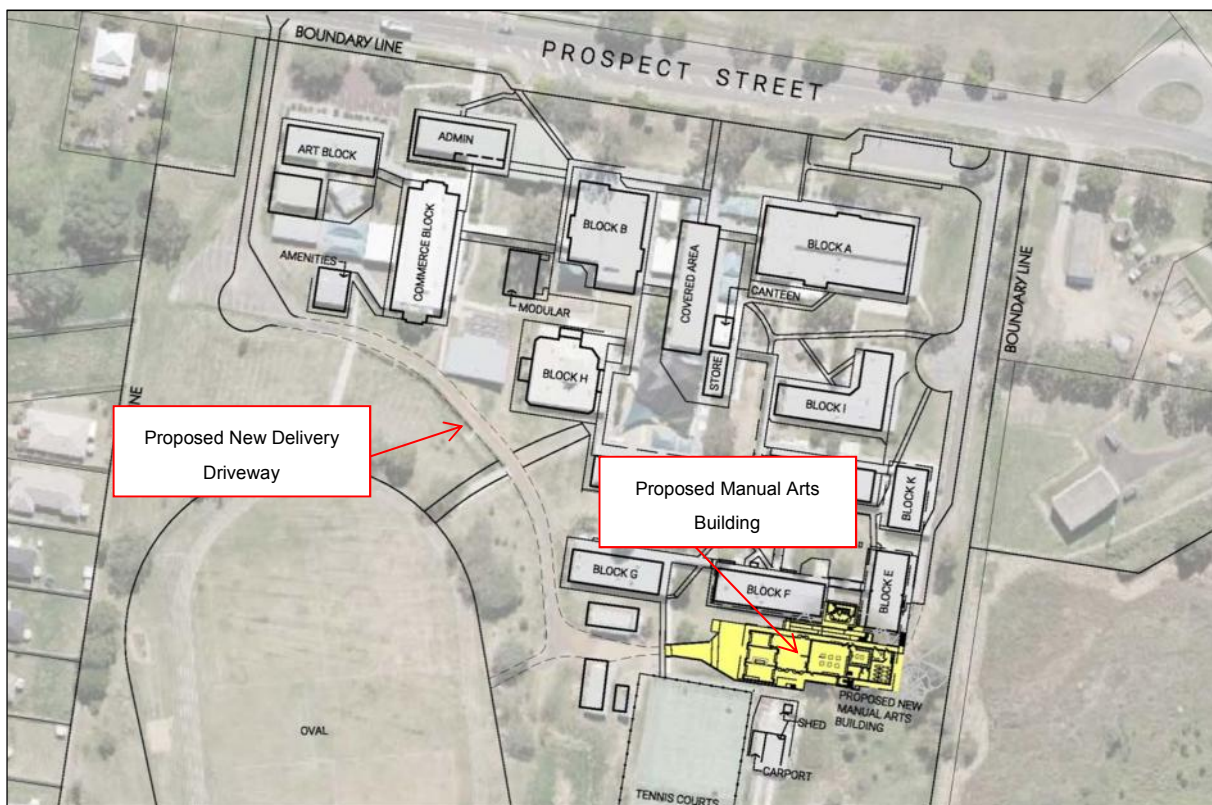 BOUNDARY LINE
PROSPECT STREET
ART BLOCK
ADMIN
COMMERCE BLOCK
AMENITIES
BLOCK B
MODULAR
COVERED AREA
BLOCK A
CANTEEN
STORE
BOUNDARY LINE
BLOCK H
BLOCK I
NE
Proposed New Delivery
Driveway
Proposed Manual Arts
Building
BLOCK K
BLOCK G
BLOCK F
BLOCK E
PROPOSED NEW
MANUAL ARTS
BUILDING
SHED
CARPORT
OVAL
TENNIS COURTS